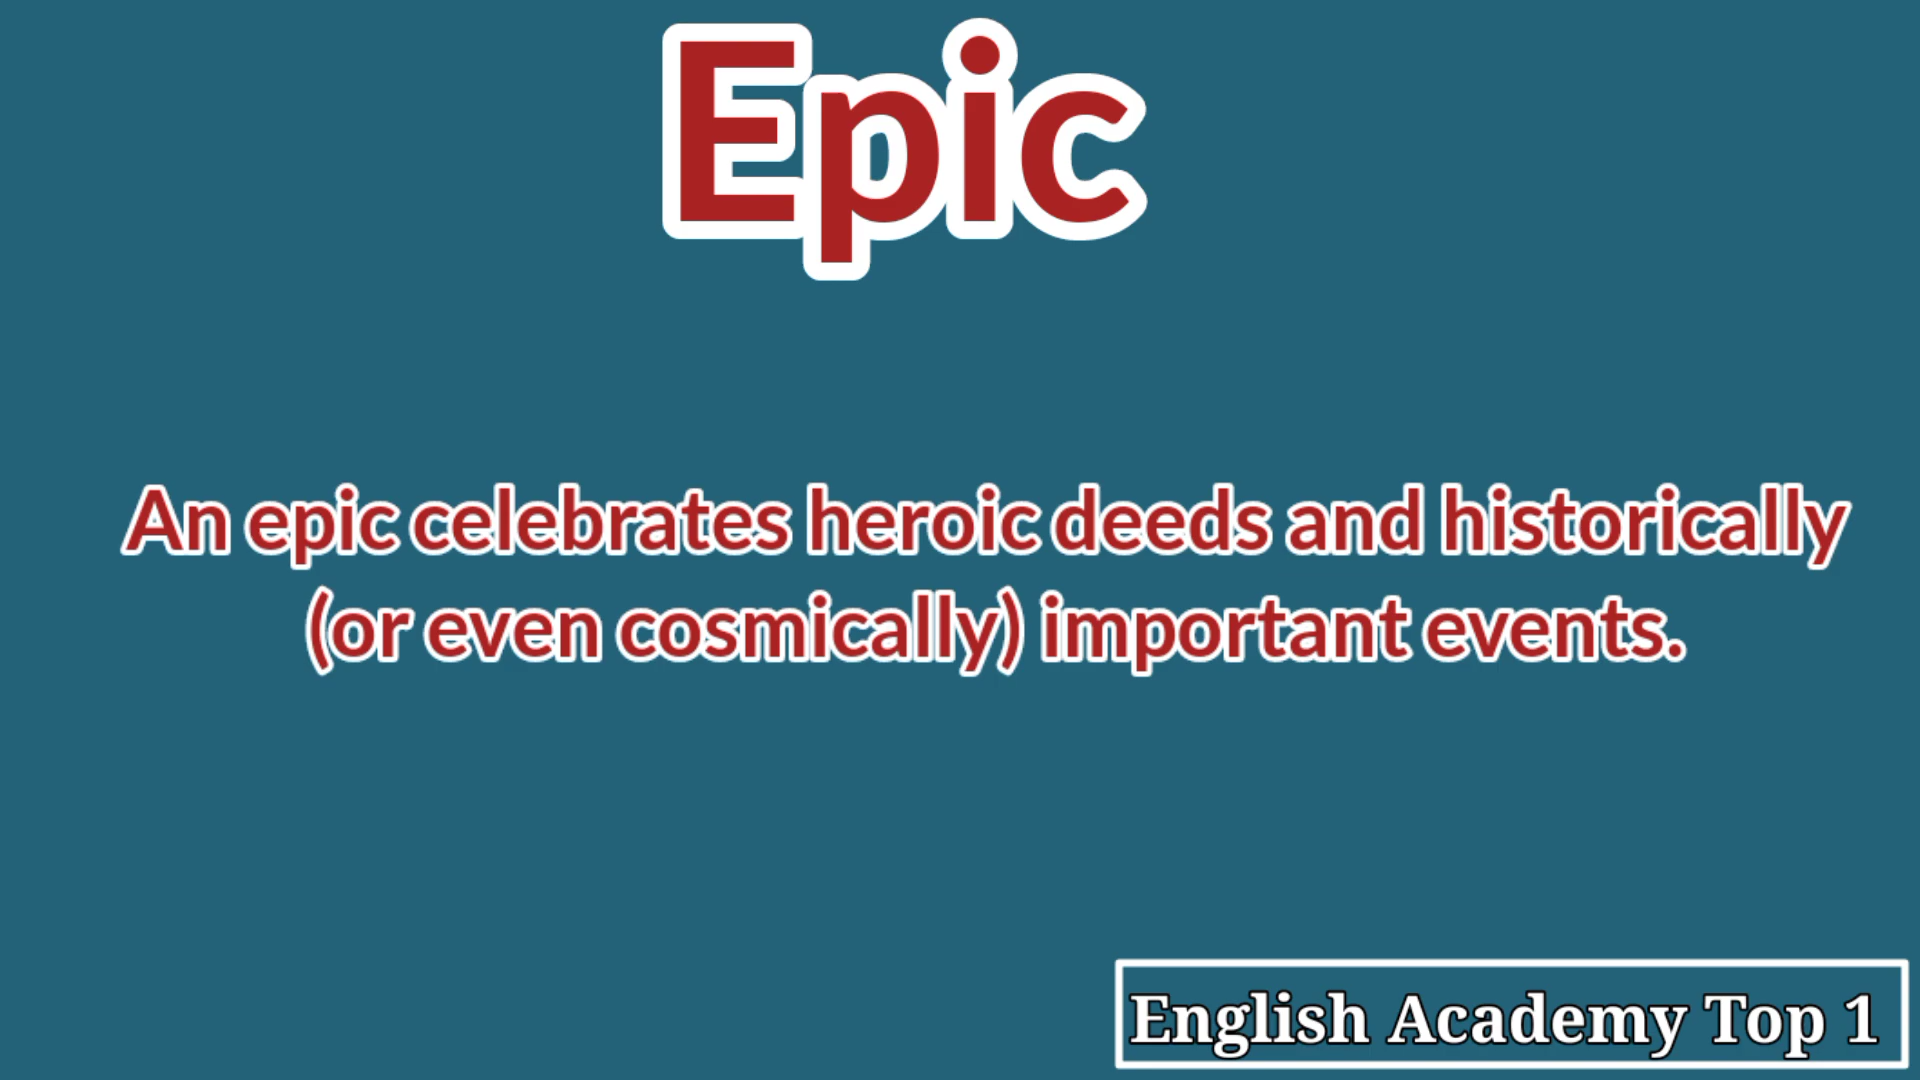 Epic
An epic celebrates heroic deeds and historically
(or even cosmically) important events.
English Academy Top 1